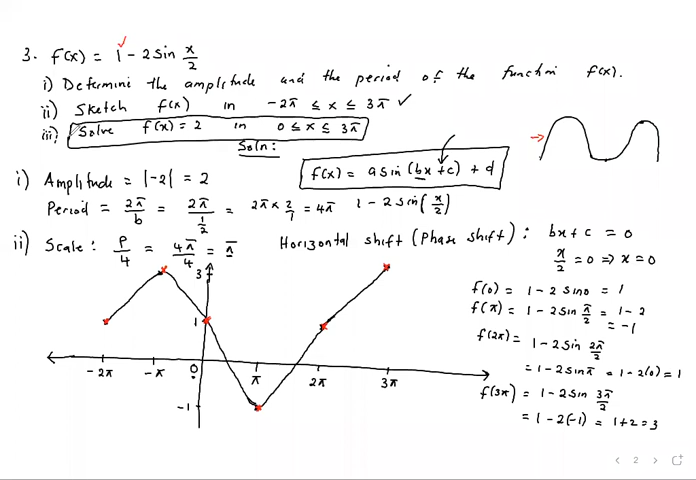 3. f(x) = 1 - 2 sin x/2
i) Determine the amplitude and the period of the function f(x).
ii) Sketch f(x) in -2π ≤ x ≤ 3π ✓
iii) Solve f(x) = 2 in 0 ≤ x ≤ 3π
Soln:
f(x) = a sin (bx + c) + d
i) Amplitude = |-2| = 2
Period = 2π/b = 2π/(1/2) = 2π × 2/1 = 4π 1 - 2 sin (x/2)
ii) Scale: P/4 = 4π/4 = π Horizontal shift (Phase shift): bx + c = 0
x/2 = 0 ⇒ x = 0
f(0) = 1 - 2 sin 0 = 1
f(π) = 1 - 2 sin π/2 = 1 - 2
= -1
f(2π) = 1 - 2 sin 2π/2
= 1 - 2 sin π = 1 - 2(0) = 1
f(3π) = 1 - 2 sin 3π/2
= 1 - 2(-1) = 1 + 2 = 3
3
1
-2π -π 0 π 2π 3π
-1
< 2 >